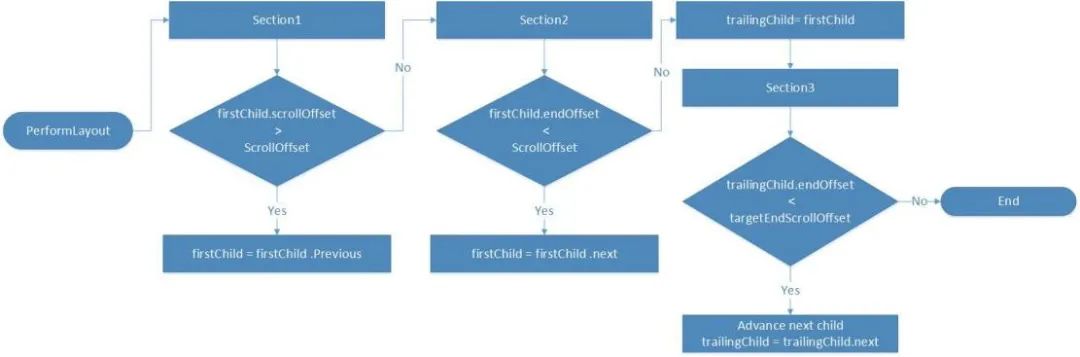 PerformLayout
Section1
firstChild.scrollOffset
>
ScrollOffset
No
Yes
firstChild = firstChild .Previous
Section2
firstChild.endOffset
<
ScrollOffset
No
Yes
firstChild = firstChild .next
trailingChild= firstChild
Section3
trailingChild.endOffset
<
targetEndScrollOffset
No
End
Yes
Advance next child
trailingChild = trailingChild.next